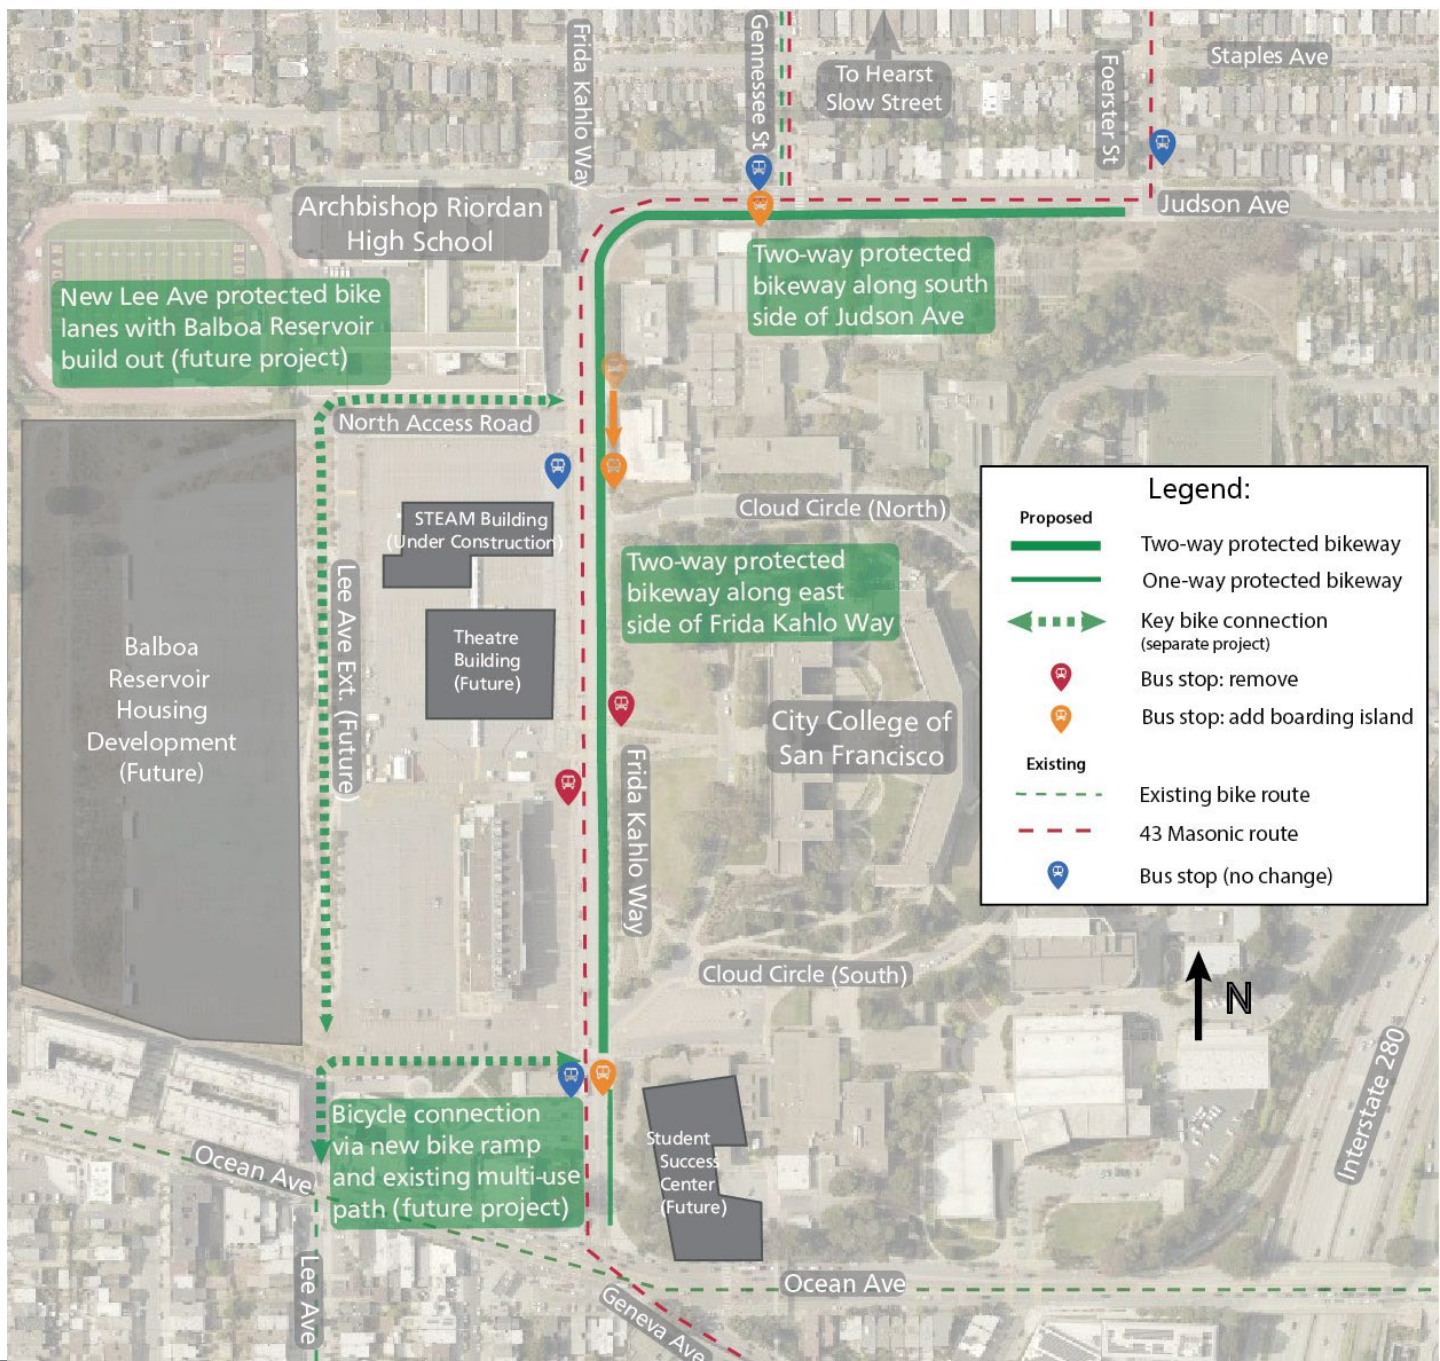 Frida Kahlo Way
Gennessee St
To Hearst
Slow Street
Foerster St
Staples Ave
Archbishop Riordan
High School
Judson Ave
Two-way protected
bikeway along south
side of Judson Ave
New Lee Ave protected bike
lanes with Balboa Reservoir
build out (future project)
North Access Road
Cloud Circle (North)
STEAM Building
(Under Construction)
Two-way protected
bikeway along east
side of Frida Kahlo Way
Lee Ave Ext. (Future)
Theatre
Building
(Future)
Balboa
Reservoir
Housing
Development
(Future)
City College of
San Francisco
Frida Kahlo Way
Cloud Circle (South)
Legend:
Proposed
Two-way protected bikeway
One-way protected bikeway
Key bike connection
(separate project)
Bus stop: remove
Bus stop: add boarding island
Existing
Existing bike route
43 Masonic route
Bus stop (no change)
N
Interstate 280
Bicycle connection
via new bike ramp
and existing multi-use
path (future project)
Student
Success
Center
(Future)
Ocean Ave
Lee Ave
Geneva Ave
Ocean Ave